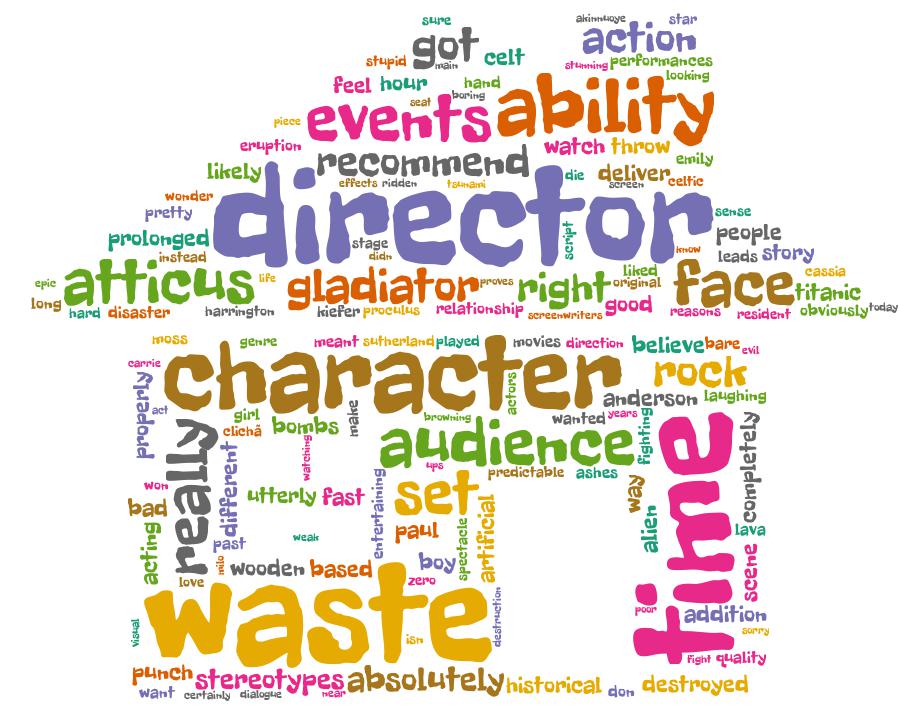 sure akinnuoye star
got action
stupid main celt stunning performances
feel hour hand looking
seat boring
piece events ability
eruption watch throw
recommend emily
likely die deliver
effects ridden tsunami screen celtic
wonder director
pretty sense
prolonged script people
stage know
instead didn leads story
epic atticus life gladiator proves right liked original face cassia titanic
long hard disaster harrington kiefer proculus relationship screenwriters good reasons resident obviously today
moss genre meant sutherland played movies direction believe bare evil
carrie character rock
properly actors anderson laughing
act girl make browning wanted years
clichã bombs fighting
really watching audience time completely
ups predictable ashes
different utterly fast entertaining set way
won
bad paul artificial alien lava
acting past weak spectacle
milo wooden based boy scene
love zero
waste destruction poor addition
visual isn sorry
fight quality
punch stereotypes absolutely historical don destroyed
want certainly dialogue near